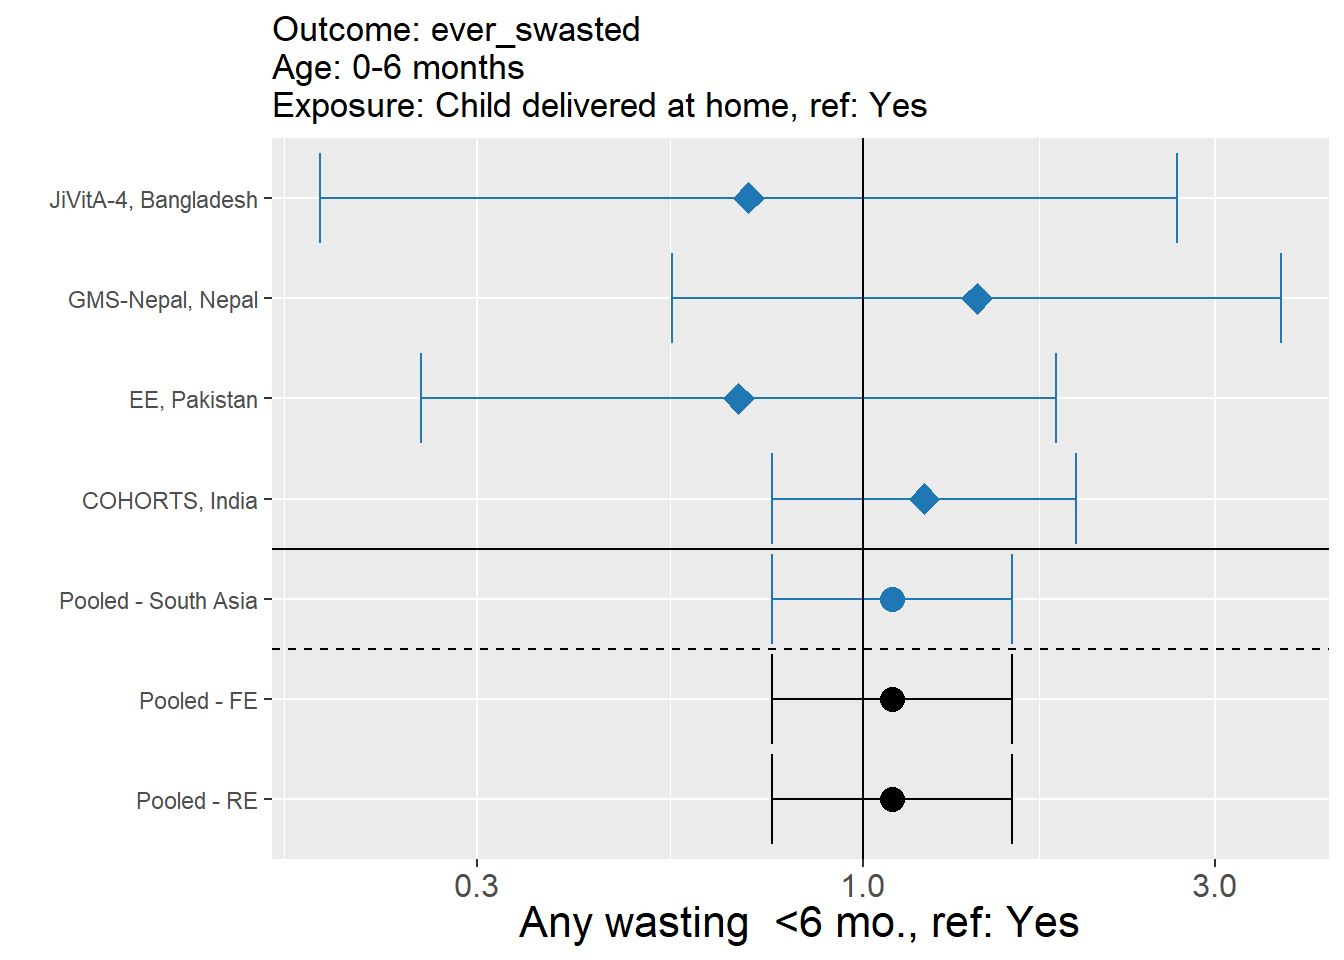 Outcome: ever_swasted
Age: 0-6 months
Exposure: Child delivered at home, ref: Yes
JiVitA-4, Bangladesh
GMS-Nepal, Nepal
EE, Pakistan
COHORTS, India
Pooled - South Asia
Pooled - FE
Pooled - RE
0.3 1.0 3.0
Any wasting  <6 mo., ref: Yes